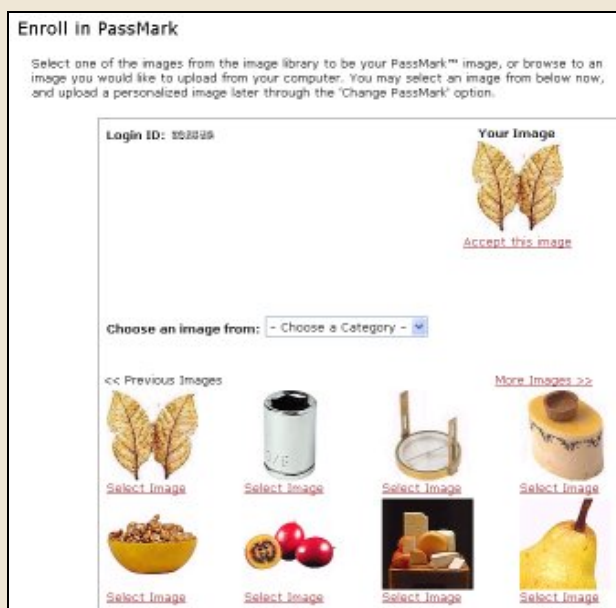 Enroll in PassMark
Select one of the images from the image library to be your PassMark™ image, or browse to an
image you would like to upload from your computer. You may select an image from below now,
and upload a personalized image later through the 'Change PassMark' option.
Login ID:
Your Image
Accept this image
Choose an image from: - Choose a Category -
<< Previous Images More Images >>
Select Image Select Image Select Image Select Image
Select Image Select Image Select Image Select Image